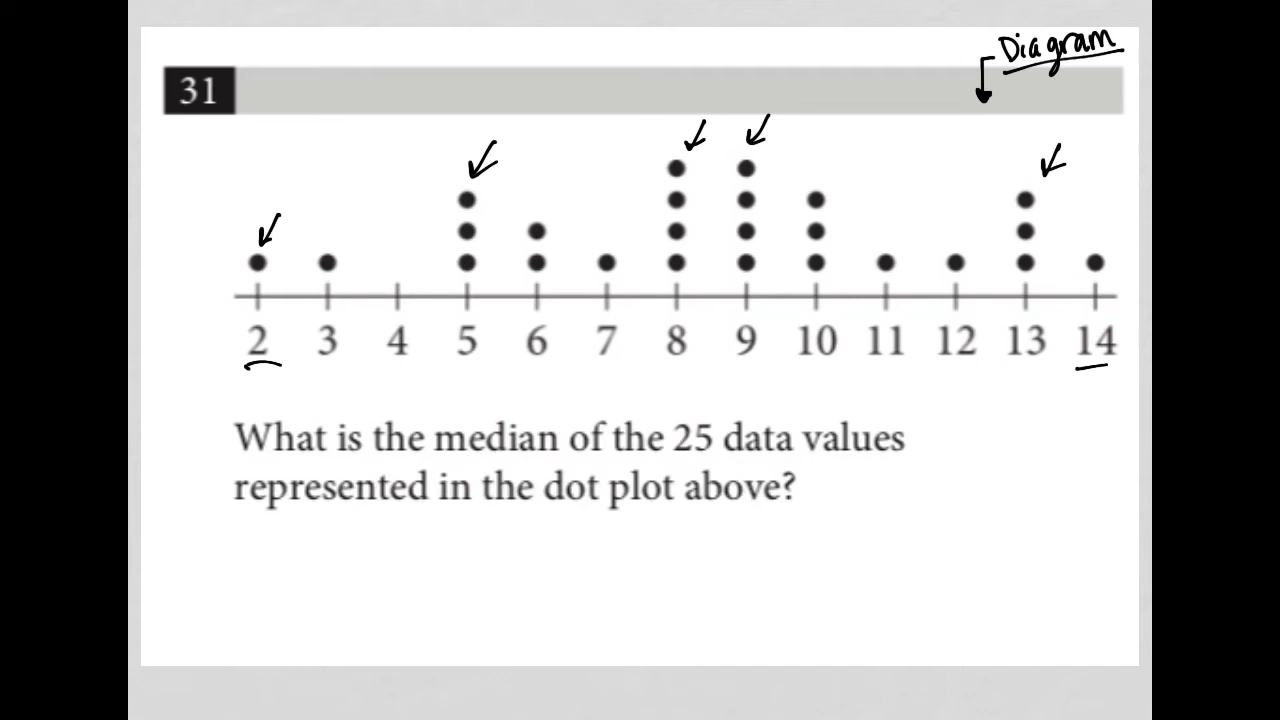 Diagram
31
2 3 4 5 6 7 8 9 10 11 12 13 14
What is the median of the 25 data values
represented in the dot plot above?